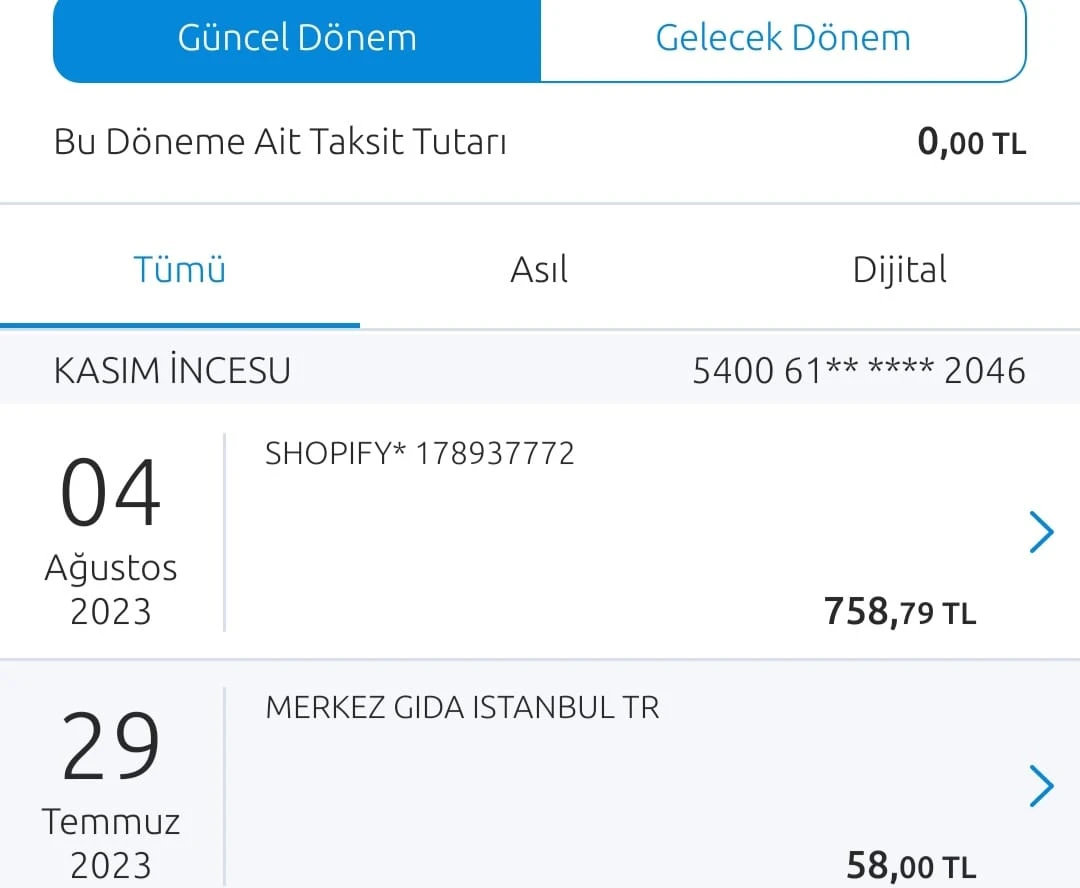 Güncel Dönem Gelecek Dönem
Bu Döneme Ait Taksit Tutarı 0,00 TL
Tümü Asıl Dijital
KASIM İNCESU 5400 61** **** 2046
04
Ağustos
2023
SHOPIFY* 178937772
758,79 TL
29
Temmuz
2023
MERKEZ GIDA ISTANBUL TR
58,00 TL